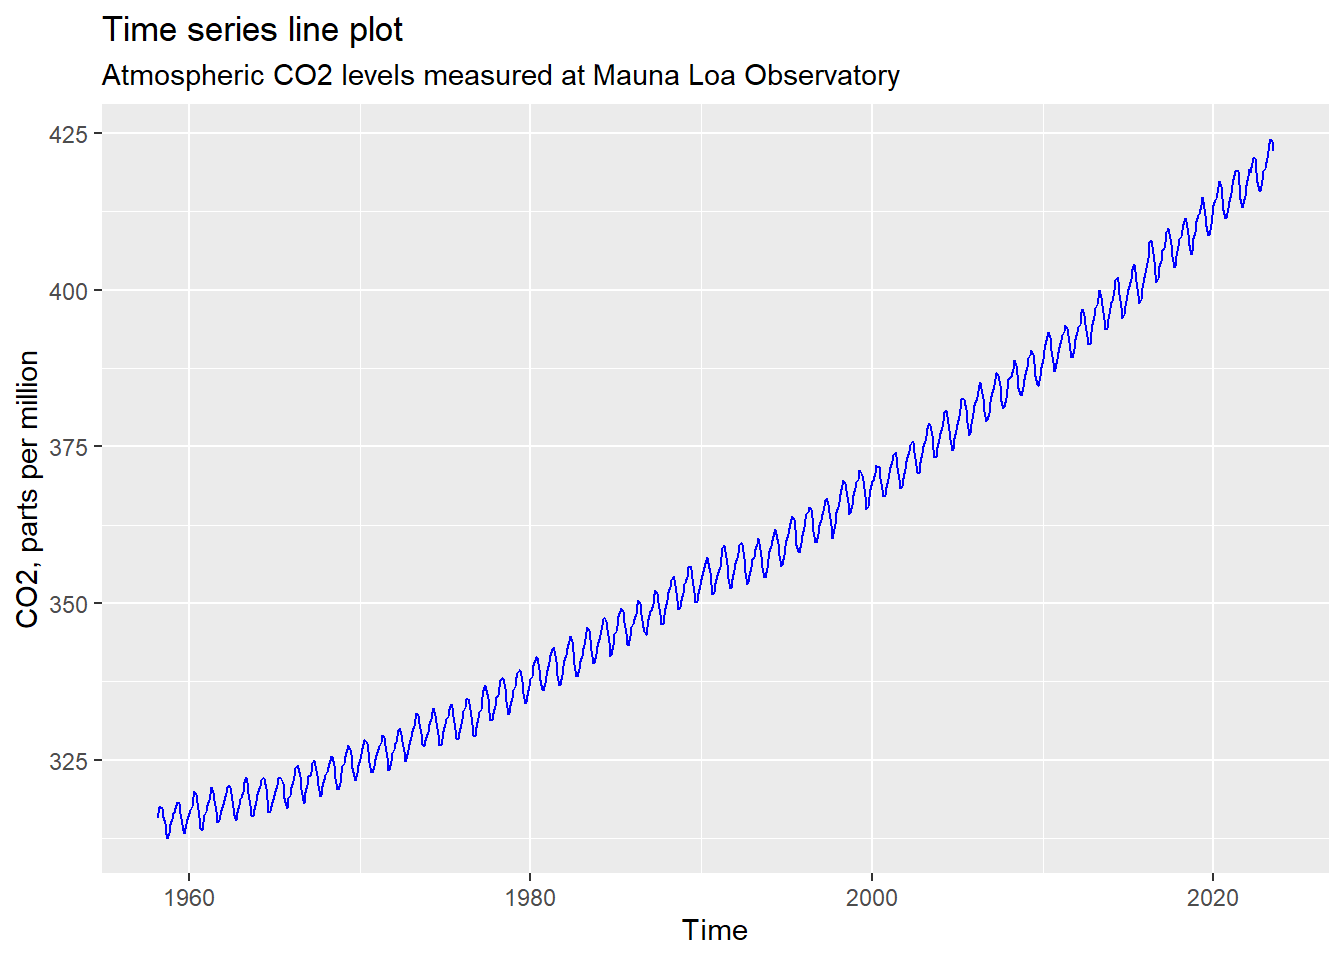 Time series line plot
Atmospheric CO2 levels measured at Mauna Loa Observatory
425
400
375
350
325
CO2, parts per million
1960
1980
2000
2020
Time